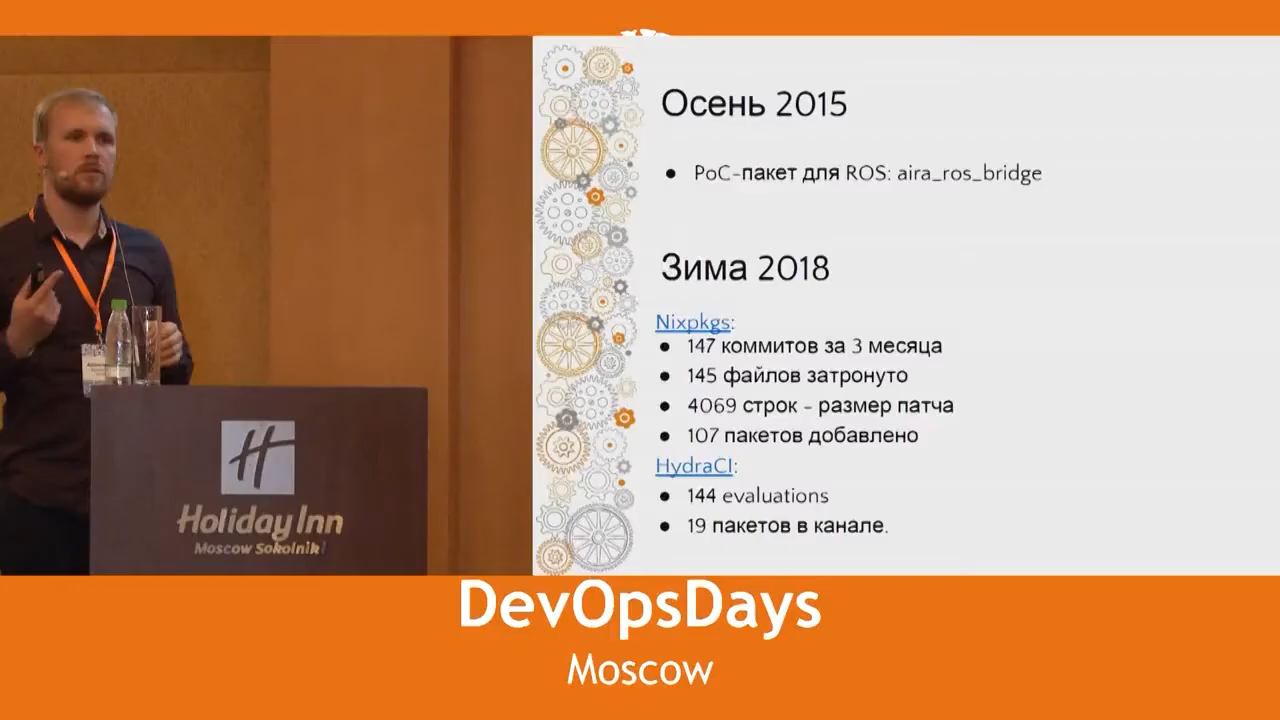 Осень 2015
● PoC-пакет для ROS: aira_ros_bridge
Зима 2018
Nixpkgs:
● 147 коммитов за 3 месяца
● 145 файлов затронуто
● 4069 строк - размер патча
● 107 пакетов добавлено
HydraCI:
● 144 evaluations
● 19 пакетов в канале.
H
Holiday Inn
Moscow Sokolniki
DevOpsDays
Moscow